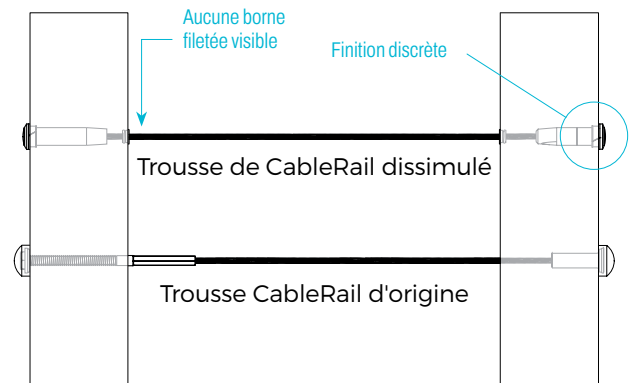 Aucune borne
filetée visible
Finition discrète
Trousse de CableRail dissimulé
Trousse CableRail d'origine